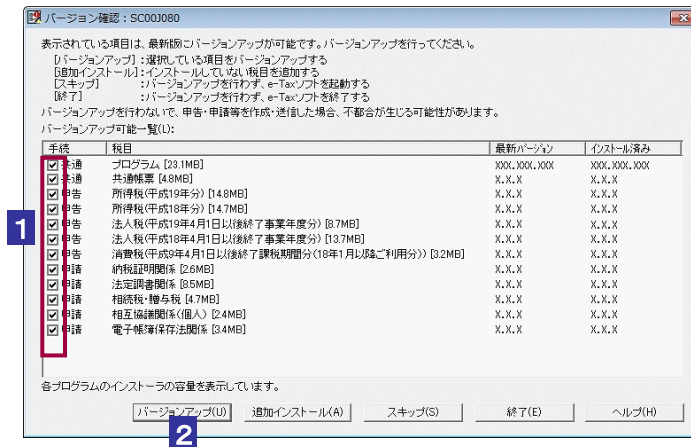 バージョン確認：SC00J080
表示されている項目は、最新版にバージョンアップが可能です。バージョンアップを行ってください。
[バージョンアップ]：選択している項目をバージョンアップする
[追加インストール]：インストールしていない税目を追加する
[スキップ]：バージョンアップを行わず、e-Taxソフトを起動する
[終了]：バージョンアップを行わず、e-Taxソフトを終了する
バージョンアップを行わないで、申告・申請等を作成・送信した場合、不都合が生じる可能性があります。
バージョンアップ可能一覧(L)：
手続 税目 最新バージョン インストール済み
共通 プログラム [23.1MB] XXX.XXX.XXX XXX.XXX.XXX
共通 共通帳票 [4.8MB] X.X.X X.X.X
申告 所得税(平成19年分) [14.8MB] X.X.X X.X.X
申告 所得税(平成18年分) [14.7MB] X.X.X X.X.X
1
申告 法人税(平成19年4月1日以後終了事業年度分) [8.7MB] X.X.X X.X.X
申告 法人税(平成18年4月1日以後終了事業年度分) [13.7MB] X.X.X X.X.X
申告 消費税(平成9年4月1日以後終了課税期間分(18年1月以降ご利用分)) [3.2MB] X.X.X X.X.X
申請 納税証明関係 [2.6MB] X.X.X X.X.X
申請 法定調書関係 [8.5MB] X.X.X X.X.X
申請 相続税・贈与税 [4.7MB] X.X.X X.X.X
申請 相互協議関係(個人) [2.4MB] X.X.X X.X.X
申請 電子帳簿保存法関係 [3.4MB] X.X.X X.X.X
各プログラムのインストーラの容量を表示しています。
バージョンアップ(U) 追加インストール(A) スキップ(S) 終了(E) ヘルプ(H)
2